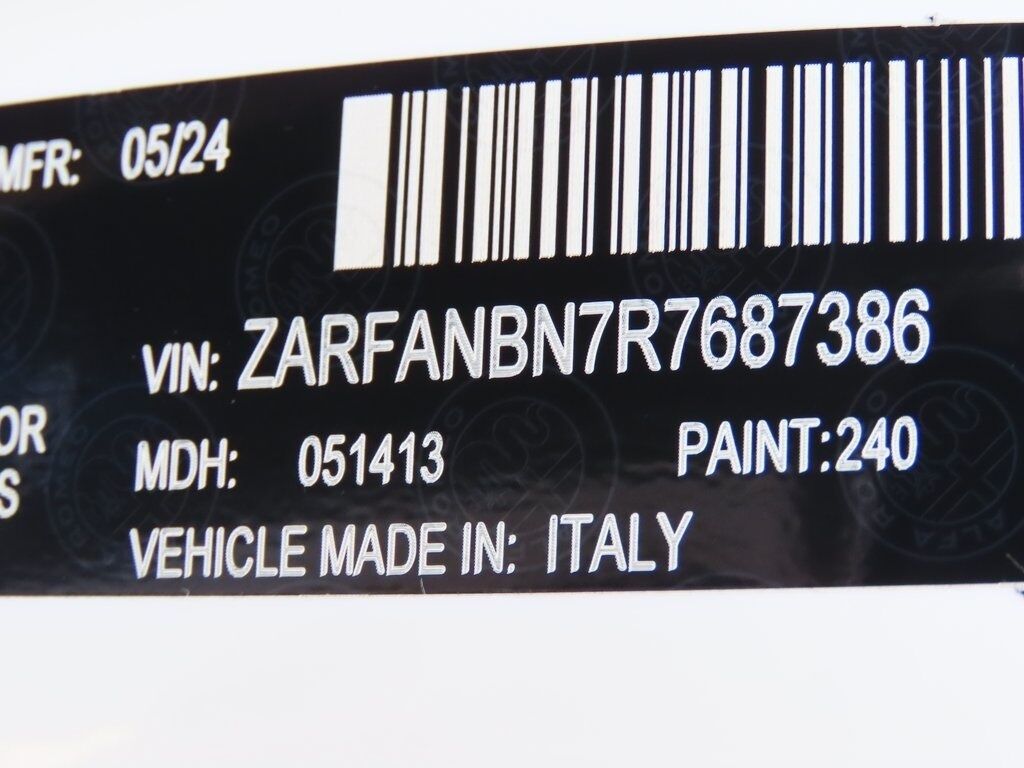 MFR: 05/24
VIN: ZARFANBN7R7687386
OR
MDH: 051413 PAINT:240
S
VEHICLE MADE IN: ITALY